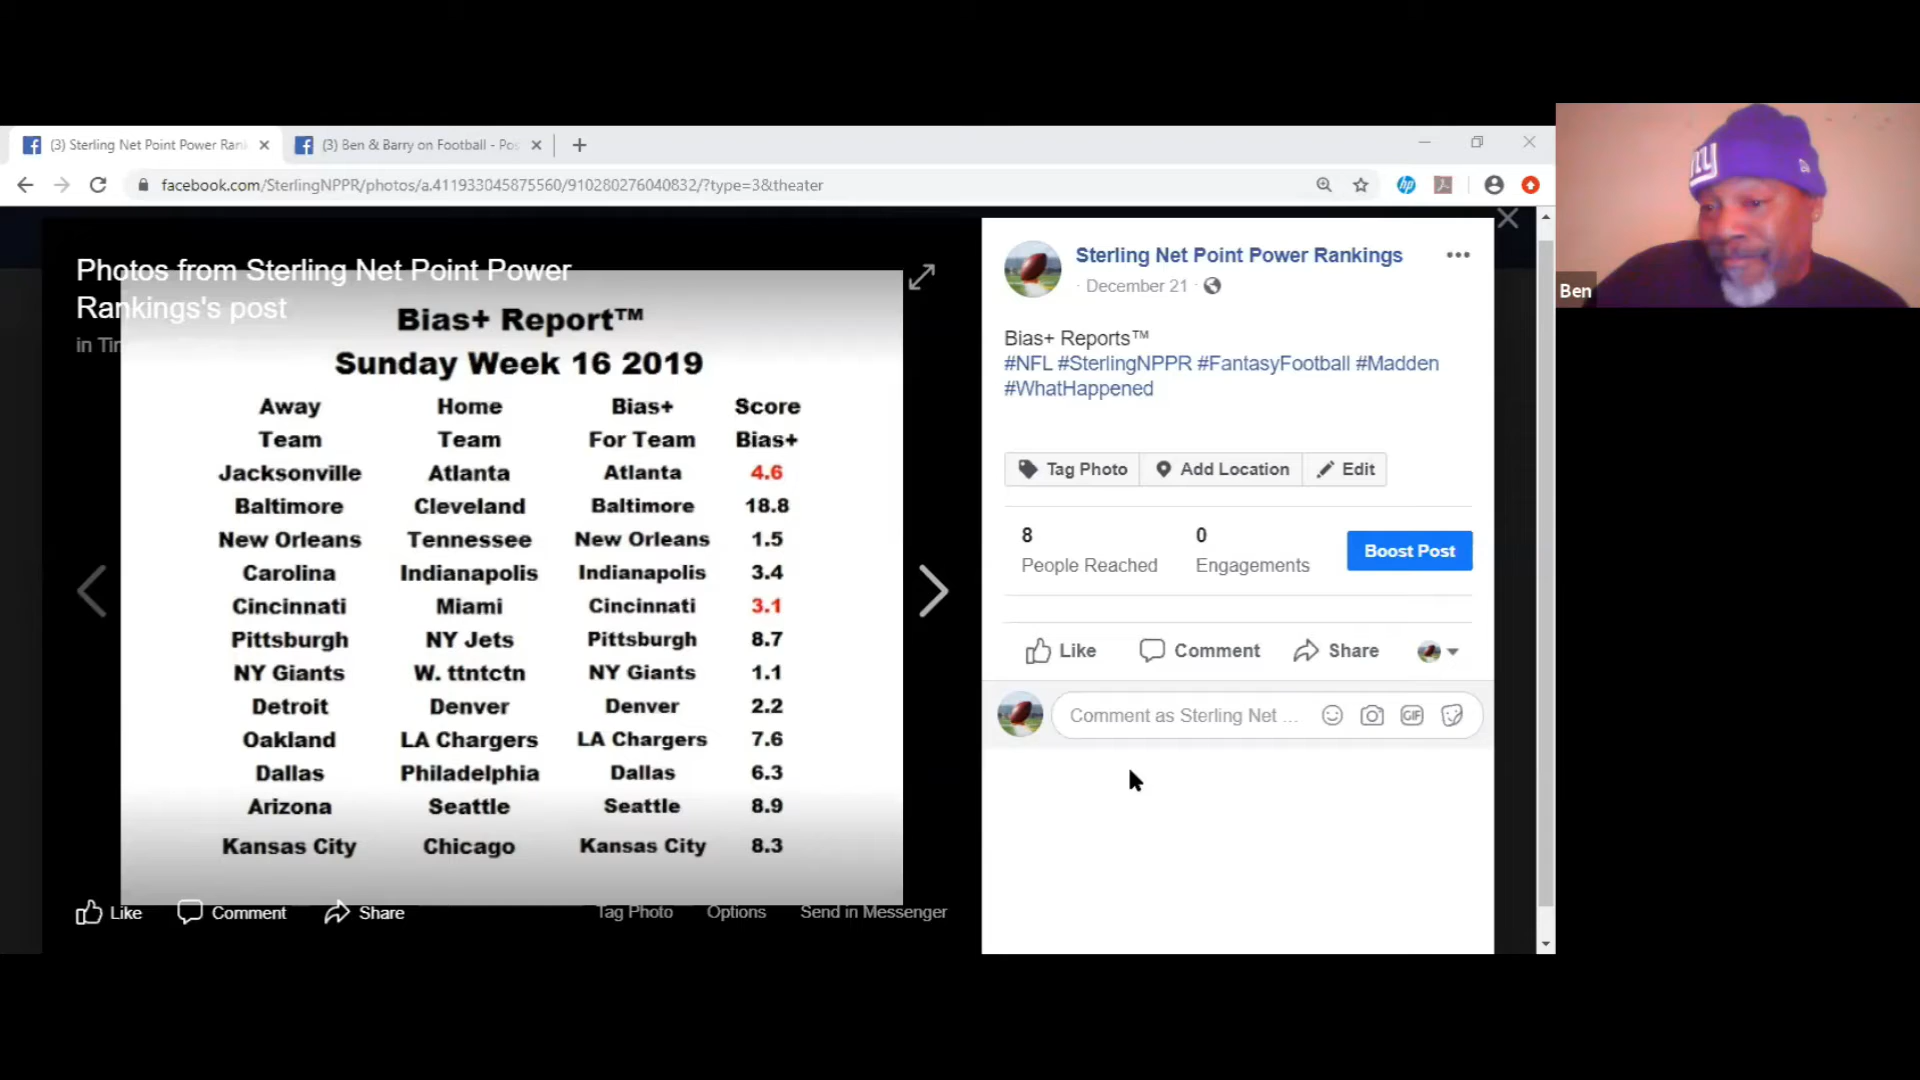 (3) Sterling Net Point Power Ran
(3) Ben & Barry on Football - Pos
facebook.com/SterlingNPPR/photos/a.411933045875560/910280276040832/?type=3&theater
Photos from Sterling Net Point Power
Rankings's post
in Tir
Bias+ Report™
Sunday Week 16 2019
Away Home Bias+ Score
Team Team For Team Bias+
Jacksonville Atlanta Atlanta 4.6
Baltimore Cleveland Baltimore 18.8
New Orleans Tennessee New Orleans 1.5
Carolina Indianapolis Indianapolis 3.4
Cincinnati Miami Cincinnati 3.1
Pittsburgh NY Jets Pittsburgh 8.7
NY Giants W. ttntctn NY Giants 1.1
Detroit Denver Denver 2.2
Oakland LA Chargers LA Chargers 7.6
Dallas Philadelphia Dallas 6.3
Arizona Seattle Seattle 8.9
Kansas City Chicago Kansas City 8.3
Like Comment Share Tag Photo Options Send in Messenger
Sterling Net Point Power Rankings
· December 21 ·
Bias+ Reports™
#NFL #SterlingNPPR #FantasyFootball #Madden
#WhatHappened
Tag Photo Add Location Edit
8 0
People Reached Engagements
Boost Post
Like Comment Share
Comment as Sterling Net ... GIF
hp
ny
Ben